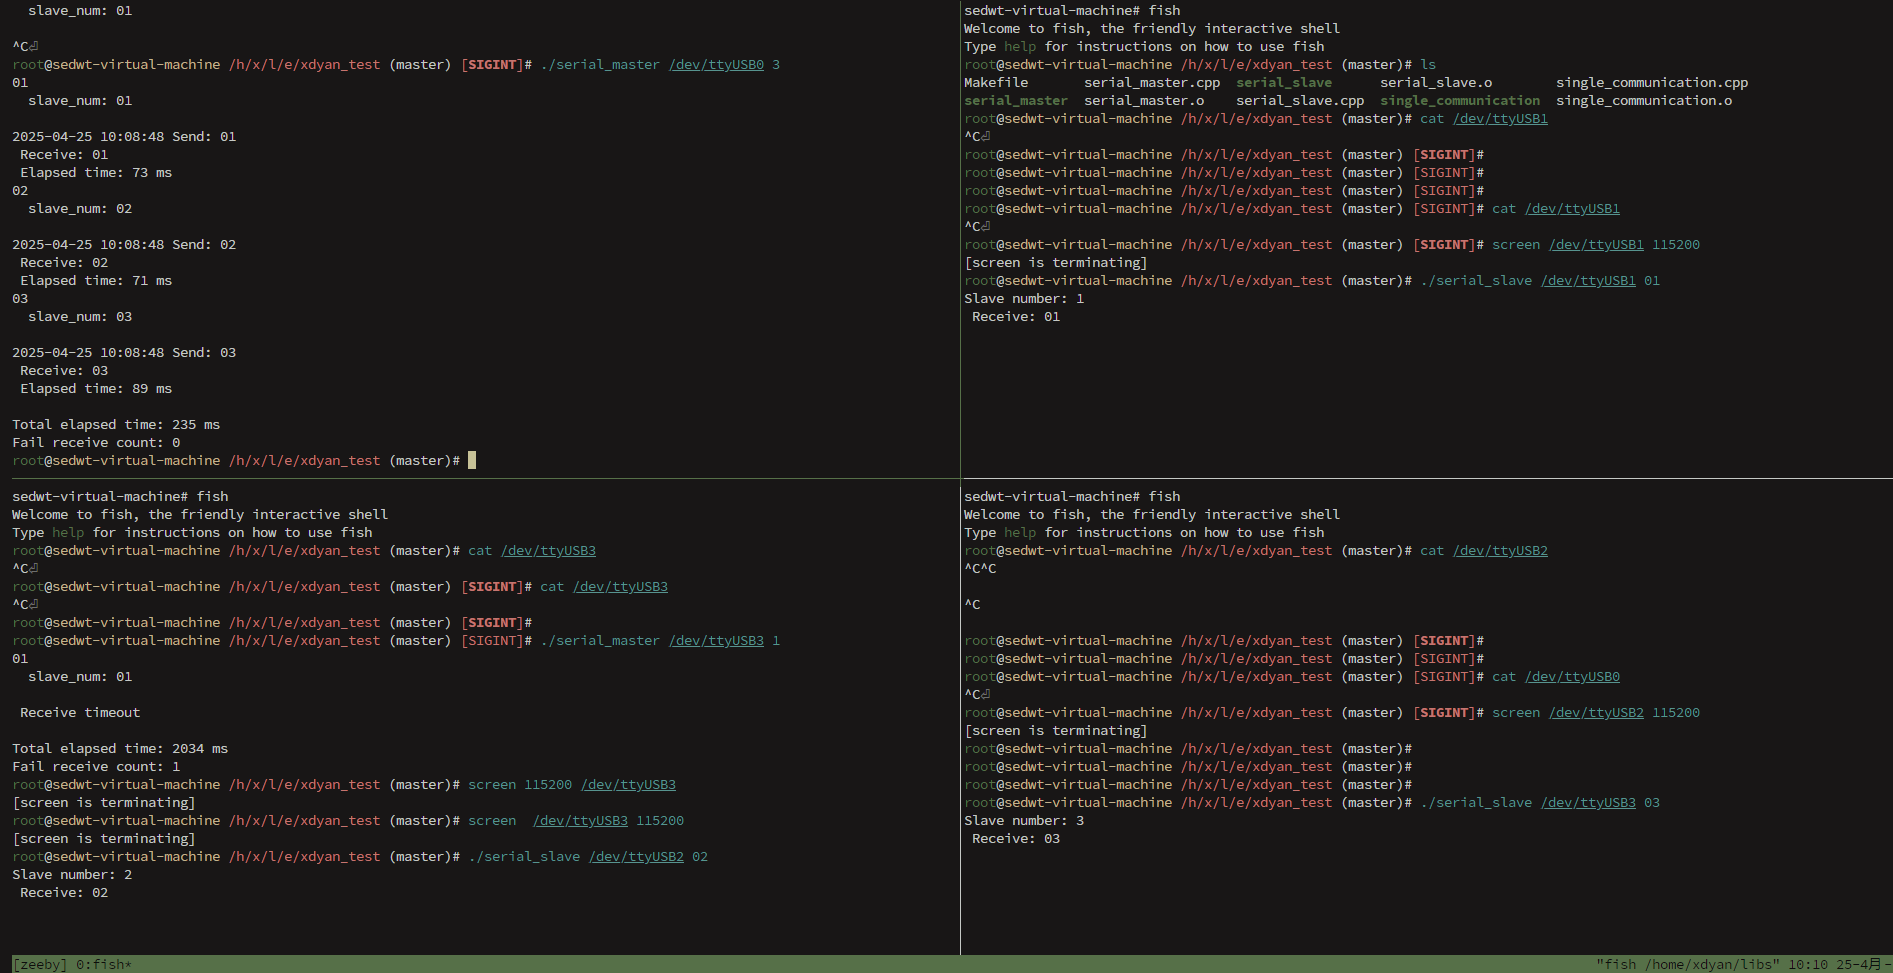 slave_num: 01
^C⏎
root@sedwt-virtual-machine /h/x/l/e/xdyan_test (master) [SIGINT]# ./serial_master /dev/ttyUSB0 3
01
  slave_num: 01
2025-04-25 10:08:48 Send: 01
 Receive: 01
 Elapsed time: 73 ms
02
  slave_num: 02
2025-04-25 10:08:48 Send: 02
 Receive: 02
 Elapsed time: 71 ms
03
  slave_num: 03
2025-04-25 10:08:48 Send: 03
 Receive: 03
 Elapsed time: 89 ms
Total elapsed time: 235 ms
Fail receive count: 0
root@sedwt-virtual-machine /h/x/l/e/xdyan_test (master)#
sedwt-virtual-machine# fish
Welcome to fish, the friendly interactive shell
Type help for instructions on how to use fish
root@sedwt-virtual-machine /h/x/l/e/xdyan_test (master)# ls
Makefile       serial_master.cpp  serial_slave      serial_slave.o        single_communication.cpp
serial_master  serial_master.o    serial_slave.cpp  single_communication  single_communication.o
root@sedwt-virtual-machine /h/x/l/e/xdyan_test (master)# cat /dev/ttyUSB1
^C⏎
root@sedwt-virtual-machine /h/x/l/e/xdyan_test (master) [SIGINT]#
root@sedwt-virtual-machine /h/x/l/e/xdyan_test (master) [SIGINT]#
root@sedwt-virtual-machine /h/x/l/e/xdyan_test (master) [SIGINT]#
root@sedwt-virtual-machine /h/x/l/e/xdyan_test (master) [SIGINT]# cat /dev/ttyUSB1
^C⏎
root@sedwt-virtual-machine /h/x/l/e/xdyan_test (master) [SIGINT]# screen /dev/ttyUSB1 115200
[screen is terminating]
root@sedwt-virtual-machine /h/x/l/e/xdyan_test (master)# ./serial_slave /dev/ttyUSB1 01
Slave number: 1
 Receive: 01
sedwt-virtual-machine# fish
Welcome to fish, the friendly interactive shell
Type help for instructions on how to use fish
root@sedwt-virtual-machine /h/x/l/e/xdyan_test (master)# cat /dev/ttyUSB3
^C⏎
root@sedwt-virtual-machine /h/x/l/e/xdyan_test (master) [SIGINT]# cat /dev/ttyUSB3
^C⏎
root@sedwt-virtual-machine /h/x/l/e/xdyan_test (master) [SIGINT]#
root@sedwt-virtual-machine /h/x/l/e/xdyan_test (master) [SIGINT]# ./serial_master /dev/ttyUSB3 1
01
  slave_num: 01
 Receive timeout
Total elapsed time: 2034 ms
Fail receive count: 1
root@sedwt-virtual-machine /h/x/l/e/xdyan_test (master)# screen 115200 /dev/ttyUSB3
[screen is terminating]
root@sedwt-virtual-machine /h/x/l/e/xdyan_test (master)# screen  /dev/ttyUSB3 115200
[screen is terminating]
root@sedwt-virtual-machine /h/x/l/e/xdyan_test (master)# ./serial_slave /dev/ttyUSB2 02
Slave number: 2
 Receive: 02
sedwt-virtual-machine# fish
Welcome to fish, the friendly interactive shell
Type help for instructions on how to use fish
root@sedwt-virtual-machine /h/x/l/e/xdyan_test (master)# cat /dev/ttyUSB2
^C^C
^C
root@sedwt-virtual-machine /h/x/l/e/xdyan_test (master) [SIGINT]#
root@sedwt-virtual-machine /h/x/l/e/xdyan_test (master) [SIGINT]#
root@sedwt-virtual-machine /h/x/l/e/xdyan_test (master) [SIGINT]# cat /dev/ttyUSB0
^C⏎
root@sedwt-virtual-machine /h/x/l/e/xdyan_test (master) [SIGINT]# screen /dev/ttyUSB2 115200
[screen is terminating]
root@sedwt-virtual-machine /h/x/l/e/xdyan_test (master)#
root@sedwt-virtual-machine /h/x/l/e/xdyan_test (master)#
root@sedwt-virtual-machine /h/x/l/e/xdyan_test (master)#
root@sedwt-virtual-machine /h/x/l/e/xdyan_test (master)# ./serial_slave /dev/ttyUSB3 03
Slave number: 3
 Receive: 03
[zeeby] 0:fish* "fish /home/xdyan/libs" 10:10 25-4月-